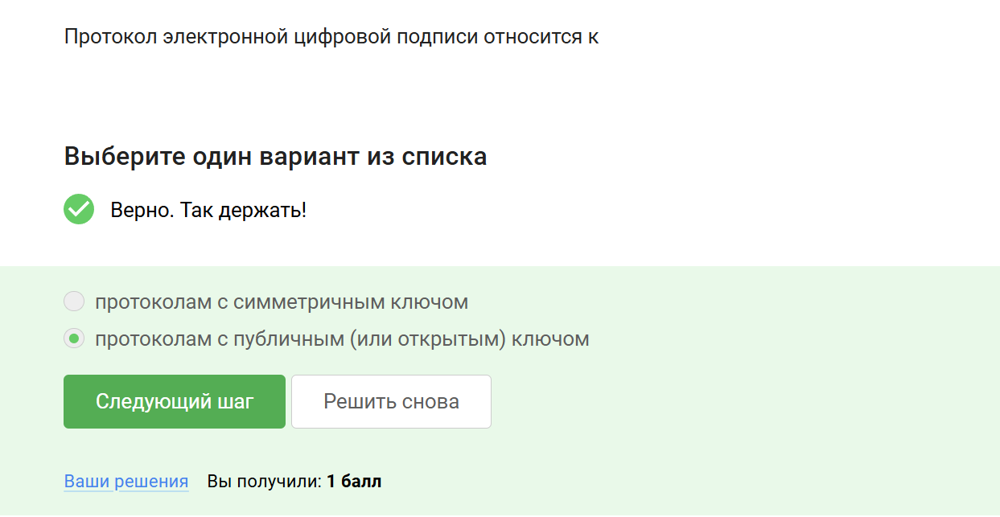 Протокол электронной цифровой подписи относится к
Выберите один вариант из списка
Верно. Так держать!
протоколам с симметричным ключом
протоколам с публичным (или открытым) ключом
Следующий шаг
Решить снова
Ваши решения Вы получили: 1 балл